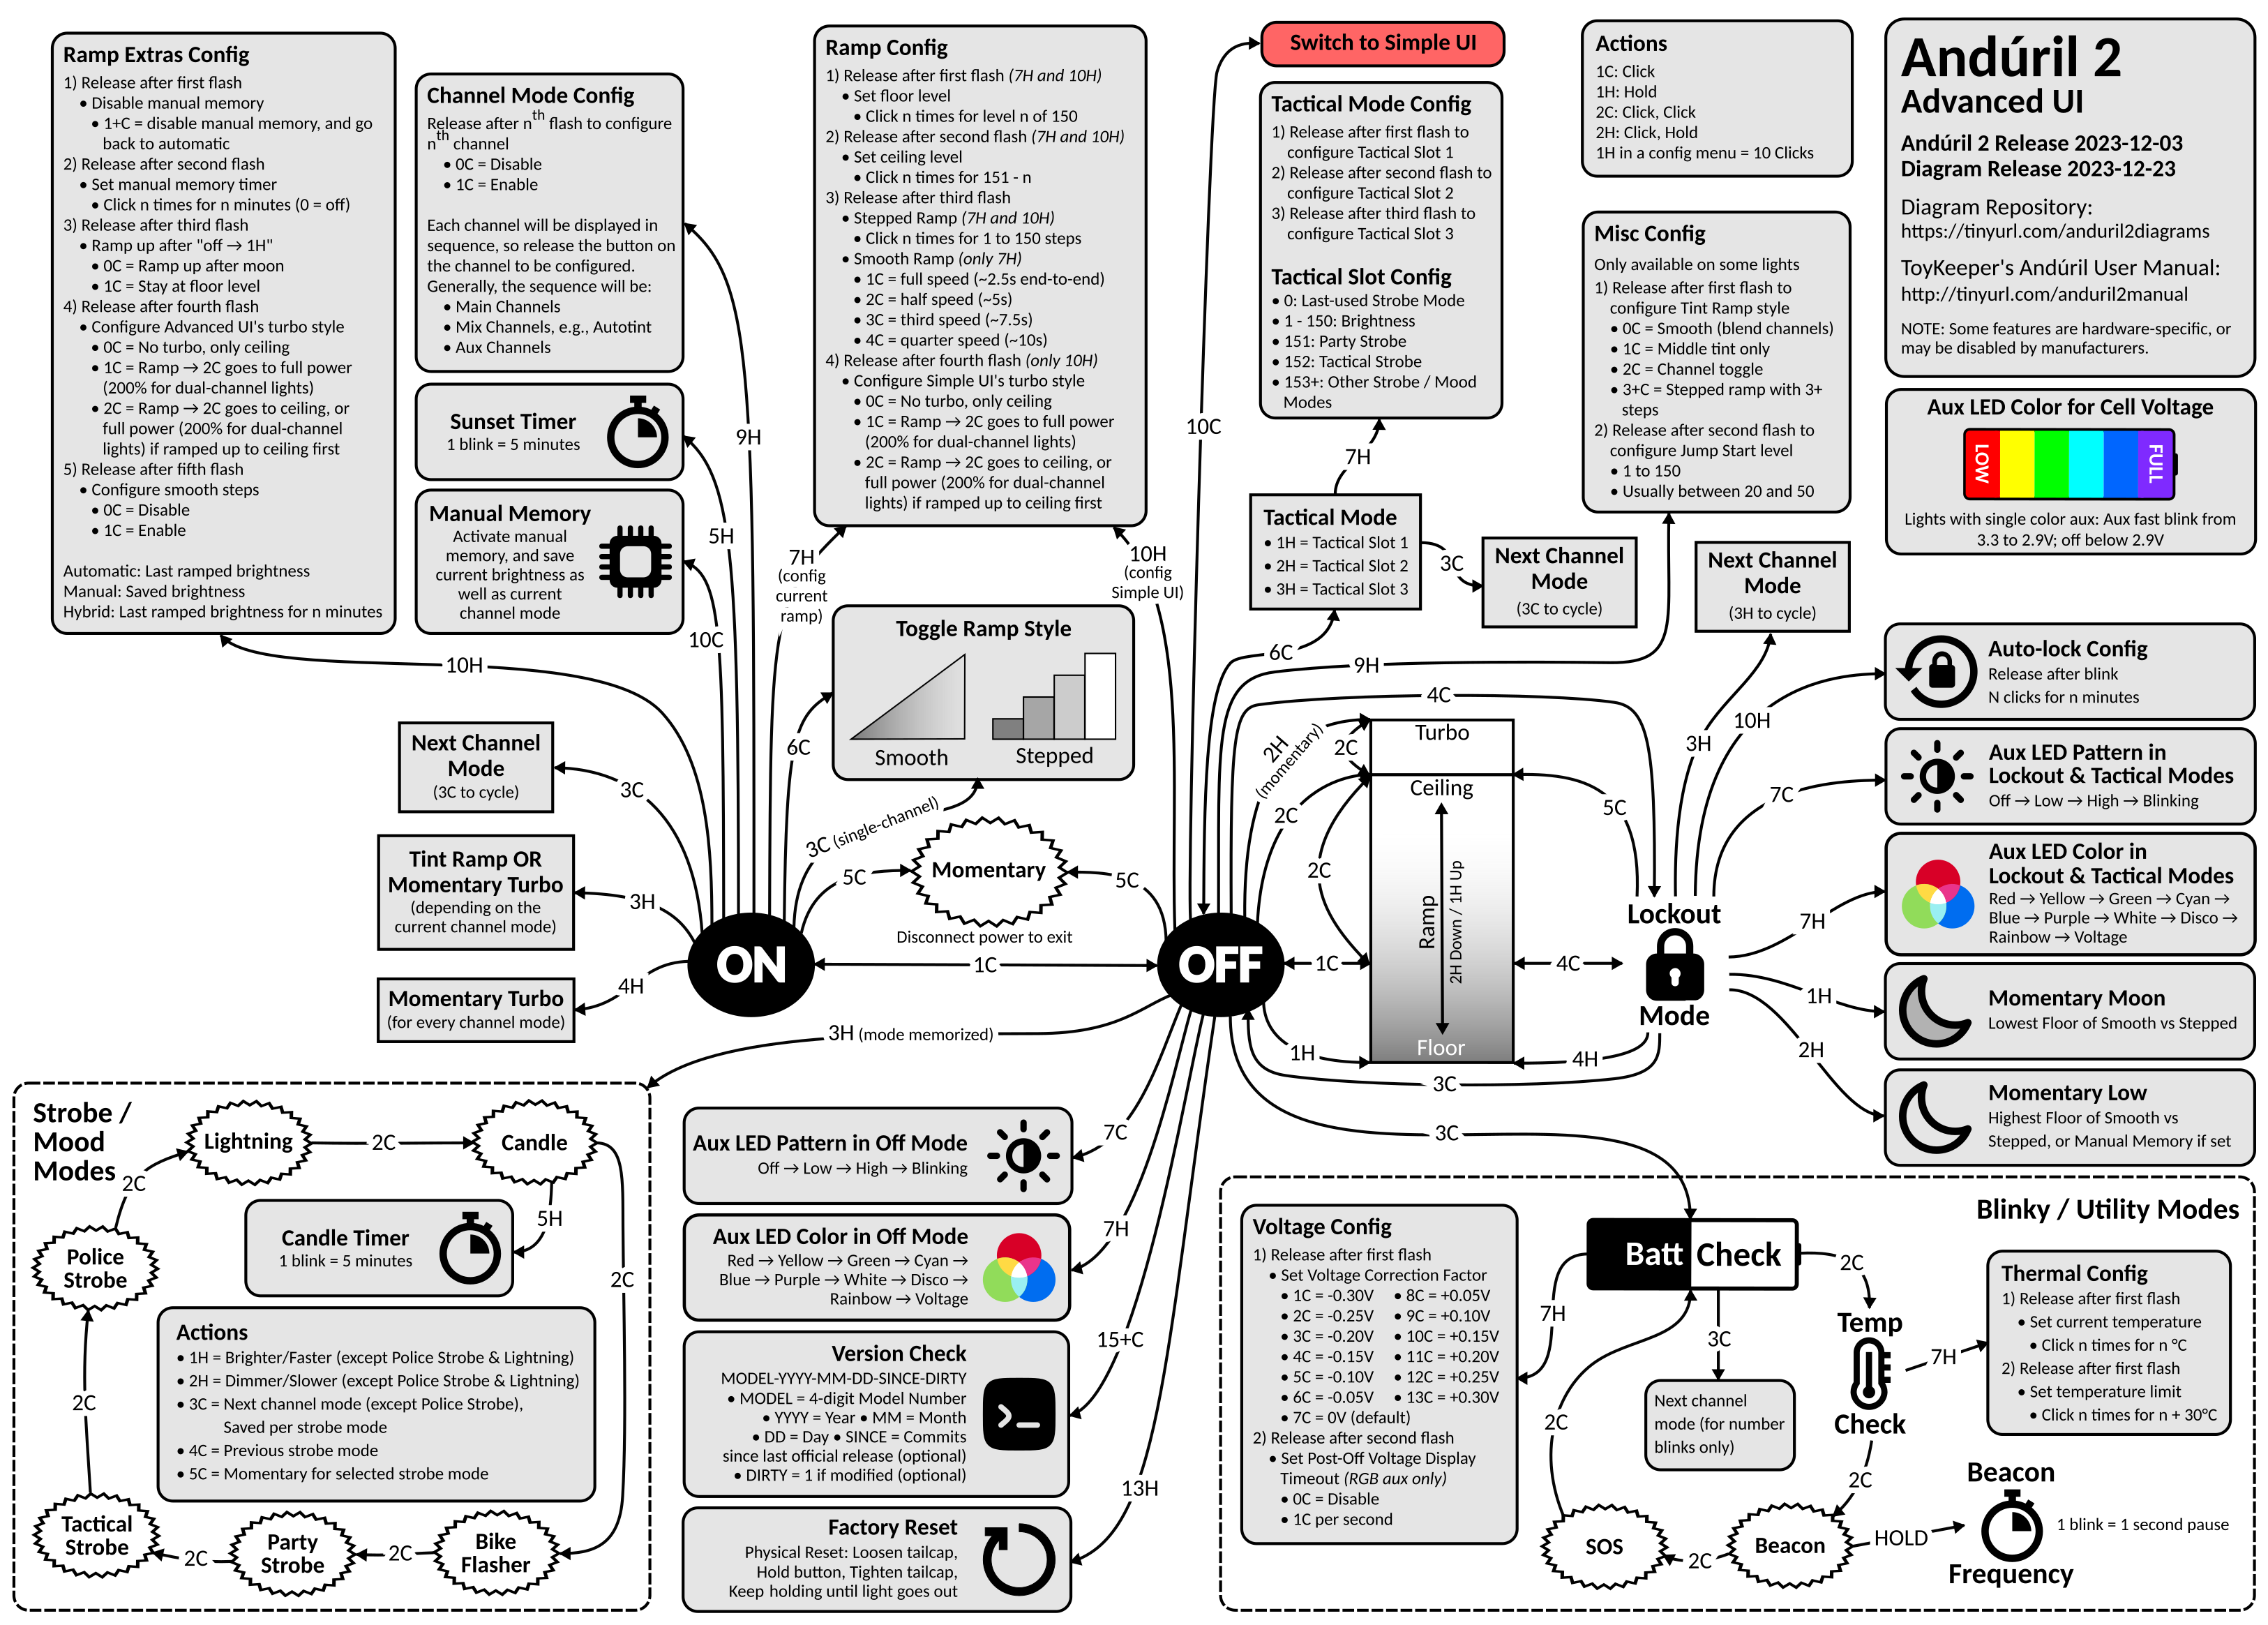 Ramp Extras Config
1) Release after first flash
• Disable manual memory
• 1+C = disable manual memory, and go
back to automatic
2) Release after second flash
• Set manual memory timer
• Click n times for n minutes (0 = off)
3) Release after third flash
• Ramp up after "off → 1H"
• 0C = Ramp up after moon
• 1C = Stay at floor level
4) Release after fourth flash
• Configure Advanced UI's turbo style
• 0C = No turbo, only ceiling
• 1C = Ramp → 2C goes to full power
(200% for dual-channel lights)
• 2C = Ramp → 2C goes to ceiling, or
full power (200% for dual-channel
lights) if ramped up to ceiling first
5) Release after fifth flash
• Configure smooth steps
• 0C = Disable
• 1C = Enable
Automatic: Last ramped brightness
Manual: Saved brightness
Hybrid: Last ramped brightness for n minutes
Channel Mode Config
Release after nth flash to configure
nth channel
• 0C = Disable
• 1C = Enable
Each channel will be displayed in
sequence, so release the button on
the channel to be configured.
Generally, the sequence will be:
• Main Channels
• Mix Channels, e.g., Autotint
• Aux Channels
Sunset Timer
1 blink = 5 minutes
Manual Memory
Activate manual
memory, and save
current brightness as
well as current
channel mode
9H
5H
10C
10H
Ramp Config
1) Release after first flash (7H and 10H)
• Set floor level
• Click n times for level n of 150
2) Release after second flash (7H and 10H)
• Set ceiling level
• Click n times for 151 - n
3) Release after third flash
• Stepped Ramp (7H and 10H)
• Click n times for 1 to 150 steps
• Smooth Ramp (only 7H)
• 1C = full speed (~2.5s end-to-end)
• 2C = half speed (~5s)
• 3C = third speed (~7.5s)
• 4C = quarter speed (~10s)
4) Release after fourth flash (only 10H)
• Configure Simple UI's turbo style
• 0C = No turbo, only ceiling
• 1C = Ramp → 2C goes to full power
(200% for dual-channel lights)
• 2C = Ramp → 2C goes to ceiling, or
full power (200% for dual-channel
lights) if ramped up to ceiling first
7H
(config
current
ramp)
10H
(config
Simple UI)
Toggle Ramp Style
Smooth
Stepped
6C
3C (single-channel)
10C
Switch to Simple UI
Tactical Mode Config
1) Release after first flash to
configure Tactical Slot 1
2) Release after second flash to
configure Tactical Slot 2
3) Release after third flash to
configure Tactical Slot 3
Tactical Slot Config
• 0: Last-used Strobe Mode
• 1 - 150: Brightness
• 151: Party Strobe
• 152: Tactical Strobe
• 153+: Other Strobe / Mood
Modes
7H
Tactical Mode
• 1H = Tactical Slot 1
• 2H = Tactical Slot 2
• 3H = Tactical Slot 3
3C
Next Channel
Mode
(3C to cycle)
6C
9H
4C
Actions
1C: Click
1H: Hold
2C: Click, Click
2H: Click, Hold
1H in a config menu = 10 Clicks
Misc Config
Only available on some lights
1) Release after first flash to
configure Tint Ramp style
• 0C = Smooth (blend channels)
• 1C = Middle tint only
• 2C = Channel toggle
• 3+C = Stepped ramp with 3+
steps
2) Release after second flash to
configure Jump Start level
• 1 to 150
• Usually between 20 and 50
Next Channel
Mode
(3H to cycle)
Andúril 2
Advanced UI
Andúril 2 Release 2023-12-03
Diagram Release 2023-12-23
Diagram Repository:
https://tinyurl.com/anduril2diagrams
ToyKeeper's Andúril User Manual:
http://tinyurl.com/anduril2manual
NOTE: Some features are hardware-specific, or
may be disabled by manufacturers.
Aux LED Color for Cell Voltage
LOW
FULL
Lights with single color aux: Aux fast blink from
3.3 to 2.9V; off below 2.9V
Auto-lock Config
Release after blink
N clicks for n minutes
Aux LED Pattern in
Lockout & Tactical Modes
Off → Low → High → Blinking
Aux LED Color in
Lockout & Tactical Modes
Red → Yellow → Green → Cyan →
Blue → Purple → White → Disco →
Rainbow → Voltage
Momentary Moon
Lowest Floor of Smooth vs Stepped
Momentary Low
Highest Floor of Smooth vs
Stepped, or Manual Memory if set
3H
10H
7C
7H
1H
2H
Lockout
Mode
5C
4C
4H
3C
2H
(momentary)
2C
2C
2C
1C
1H
Turbo
Ceiling
Ramp
2H Down / 1H Up
Floor
Next Channel
Mode
(3C to cycle)
3C
Tint Ramp OR
Momentary Turbo
(depending on the
current channel mode)
3H
Momentary Turbo
(for every channel mode)
4H
ON
OFF
5C
Momentary
5C
Disconnect power to exit
1C
3H (mode memorized)
3C
Strobe /
Mood
Modes
Lightning
2C
Candle
2C
Police
Strobe
Candle Timer
1 blink = 5 minutes
5H
2C
Actions
• 1H = Brighter/Faster (except Police Strobe & Lightning)
• 2H = Dimmer/Slower (except Police Strobe & Lightning)
• 3C = Next channel mode (except Police Strobe),
Saved per strobe mode
• 4C = Previous strobe mode
• 5C = Momentary for selected strobe mode
2C
Tactical
Strobe
2C
Party
Strobe
2C
Bike
Flasher
Aux LED Pattern in Off Mode
Off → Low → High → Blinking
7C
Aux LED Color in Off Mode
Red → Yellow → Green → Cyan →
Blue → Purple → White → Disco →
Rainbow → Voltage
7H
Version Check
MODEL-YYYY-MM-DD-SINCE-DIRTY
• MODEL = 4-digit Model Number
• YYYY = Year • MM = Month
• DD = Day • SINCE = Commits
since last official release (optional)
• DIRTY = 1 if modified (optional)
15+C
Factory Reset
Physical Reset: Loosen tailcap,
Hold button, Tighten tailcap,
Keep holding until light goes out
13H
Blinky / Utility Modes
Voltage Config
1) Release after first flash
• Set Voltage Correction Factor
• 1C = -0.30V • 8C = +0.05V
• 2C = -0.25V • 9C = +0.10V
• 3C = -0.20V • 10C = +0.15V
• 4C = -0.15V • 11C = +0.20V
• 5C = -0.10V • 12C = +0.25V
• 6C = -0.05V • 13C = +0.30V
• 7C = 0V (default)
2) Release after second flash
• Set Post-Off Voltage Display
Timeout (RGB aux only)
• 0C = Disable
• 1C per second
7H
Batt Check
2C
3C
Next channel
mode (for number
blinks only)
Temp
Check
7H
Thermal Config
1) Release after first flash
• Set current temperature
• Click n times for n °C
2) Release after first flash
• Set temperature limit
• Click n times for n + 30°C
2C
2C
SOS
2C
Beacon
HOLD
Beacon
Frequency
1 blink = 1 second pause